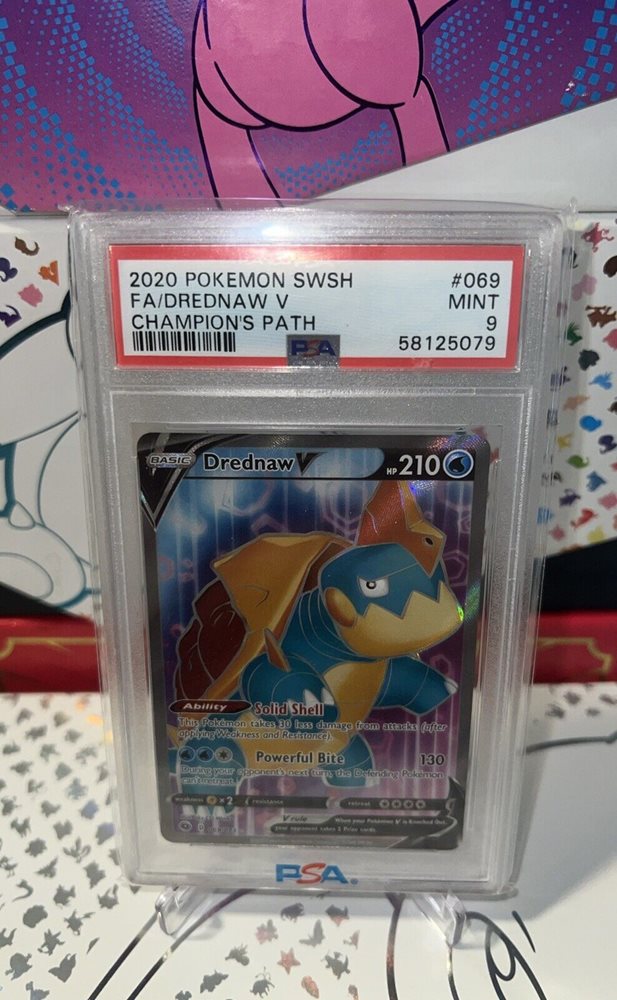 2020 POKEMON SWSH #069
FA/DREDNAW V MINT
CHAMPION'S PATH 9
PSA 58125079
BASIC Drednaw V HP 210
Ability Solid Shell
This Pokémon takes 30 less damage from attacks (after
applying Weakness and Resistance).
Powerful Bite 130
During your opponent's next turn, the Defending Pokémon
can't retreat.
weakness ×2 resistance retreat
V rule When your Pokémon V is Knocked Out,
your opponent takes 2 Prize cards.
PSA